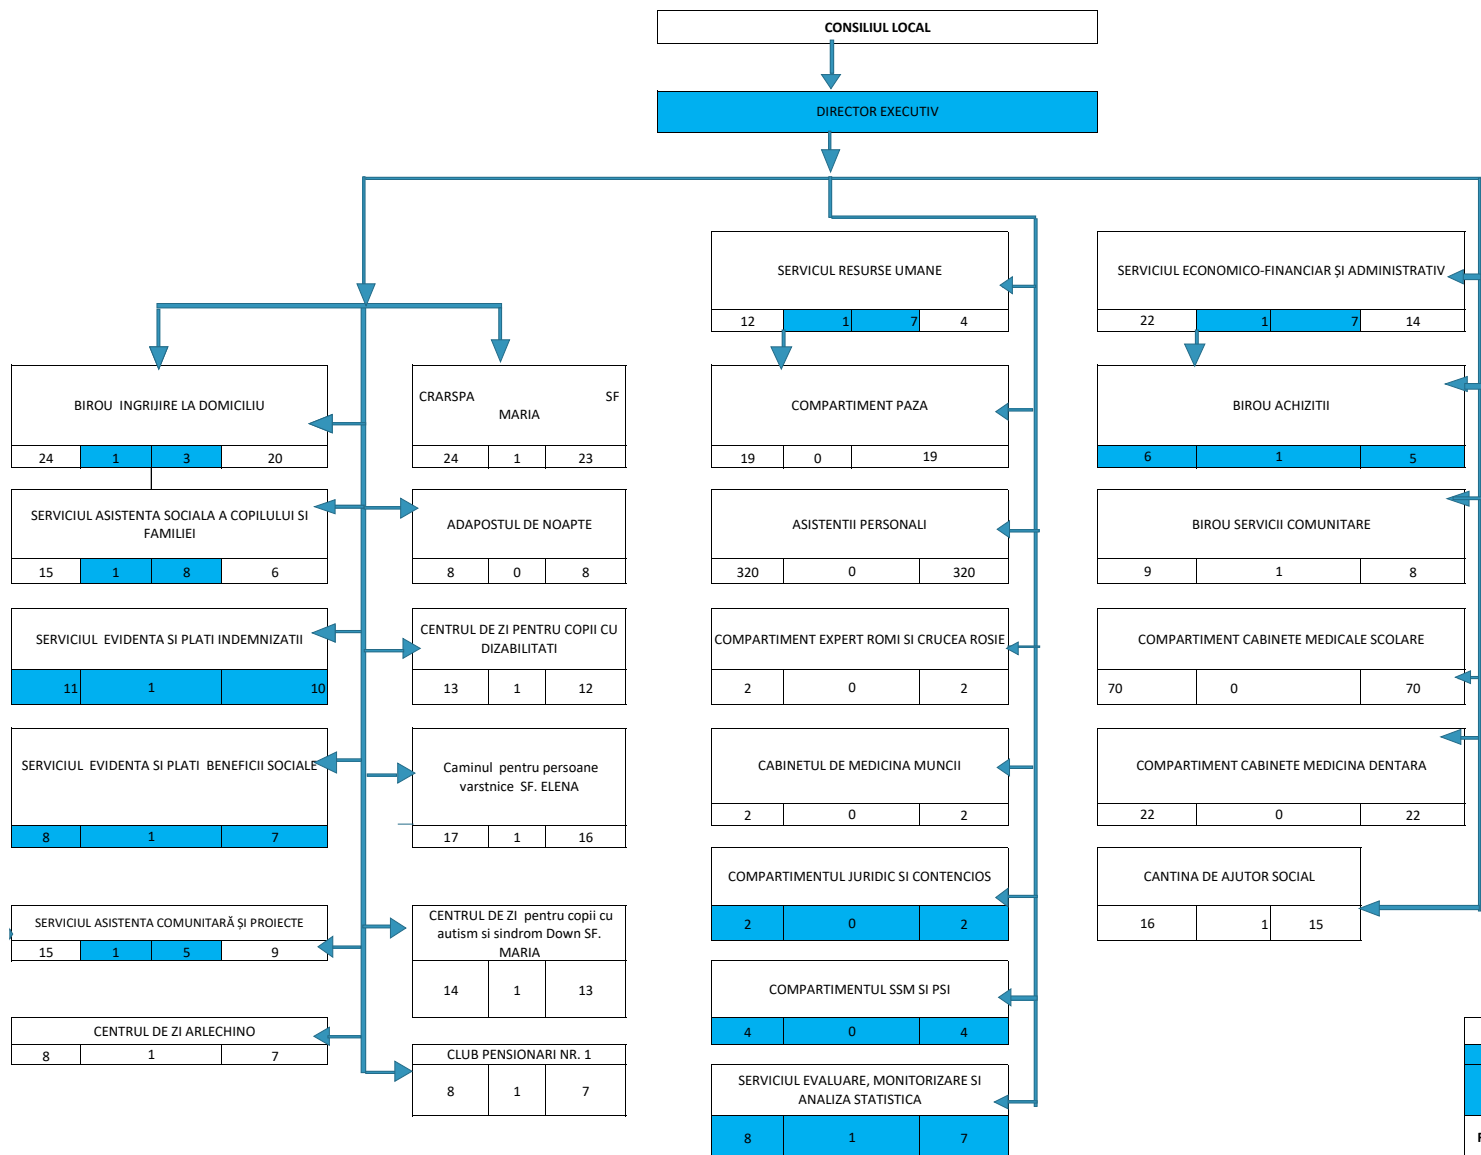 CONSILIUL LOCAL
DIRECTOR EXECUTIV
SERVICUL RESURSE UMANE
12 1 7 4
SERVICIUL ECONOMICO-FINANCIAR ȘI ADMINISTRATIV
22 1 7 14
BIROU INGRIJIRE LA DOMICILIU
24 1 3 20
CRARSPA SF
MARIA
24 1 23
COMPARTIMENT PAZA
19 0 19
BIROU ACHIZITII
6 1 5
SERVICIUL ASISTENTA SOCIALA A COPILULUI SI
FAMILIEI
15 1 8 6
ADAPOSTUL DE NOAPTE
8 0 8
ASISTENTII PERSONALI
320 0 320
BIROU SERVICII COMUNITARE
9 1 8
SERVICIUL EVIDENTA SI PLATI INDEMNIZATII
11 1 10
CENTRUL DE ZI PENTRU COPII CU
DIZABILITATI
13 1 12
COMPARTIMENT EXPERT ROMI SI CRUCEA ROSIE
2 0 2
COMPARTIMENT CABINETE MEDICALE SCOLARE
70 0 70
SERVICIUL EVIDENTA SI PLATI BENEFICII SOCIALE
8 1 7
Caminul pentru persoane
varstnice SF. ELENA
17 1 16
CABINETUL DE MEDICINA MUNCII
2 0 2
COMPARTIMENT CABINETE MEDICINA DENTARA
22 0 22
SERVICIUL ASISTENTA COMUNITARĂ ȘI PROIECTE
15 1 5 9
CENTRUL DE ZI pentru copii cu
autism si sindrom Down SF.
MARIA
14 1 13
COMPARTIMENTUL JURIDIC SI CONTENCIOS
2 0 2
CANTINA DE AJUTOR SOCIAL
16 1 15
CENTRUL DE ZI ARLECHINO
8 1 7
CLUB PENSIONARI NR. 1
8 1 7
COMPARTIMENTUL SSM SI PSI
4 0 4
SERVICIUL EVALUARE, MONITORIZARE SI
ANALIZA STATISTICA
8 1 7